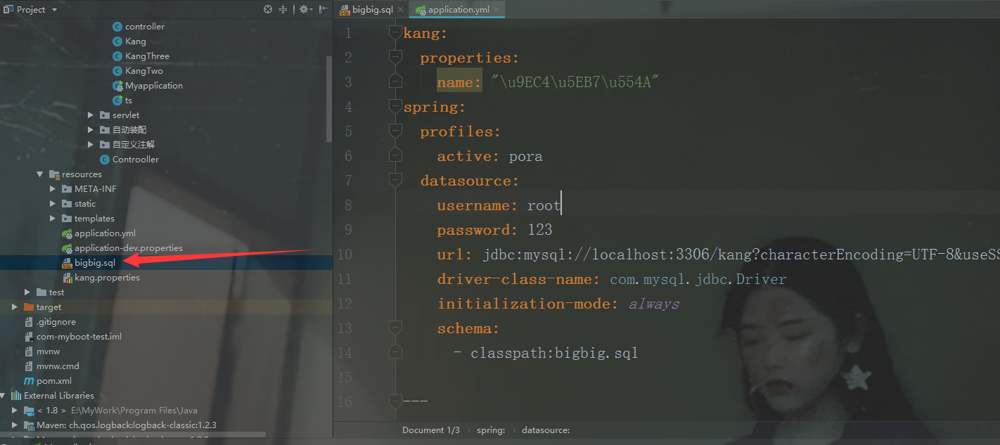 Project
controller
Kang
KangThree
KangTwo
Myapplication
ts
servlet
自动装配
自定义注解
Controoller
resources
META-INF
static
templates
application.yml
application-dev.properties
bigbig.sql
kang.properties
test
target
.gitignore
com-myboot-test.iml
mvnw
mvnw.cmd
pom.xml
External Libraries
< 1.8 > E:\MyWork\Program Files\Java
Maven: ch.qos.logback:logback-classic:1.2.3
bigbig.sql application.yml
1 kang:
2 properties:
3 name: "\u9EC4\u5EB7\u554A"
4 spring:
5 profiles:
6 active: pora
7 datasource:
8 username: root
9 password: 123
10 url: jdbc:mysql://localhost:3306/kang?characterEncoding=UTF-8&useSS
11 driver-class-name: com.mysql.jdbc.Driver
12 initialization-mode: always
13 schema:
14 - classpath:bigbig.sql
15
16 ---
Document 1/3 spring: datasource: